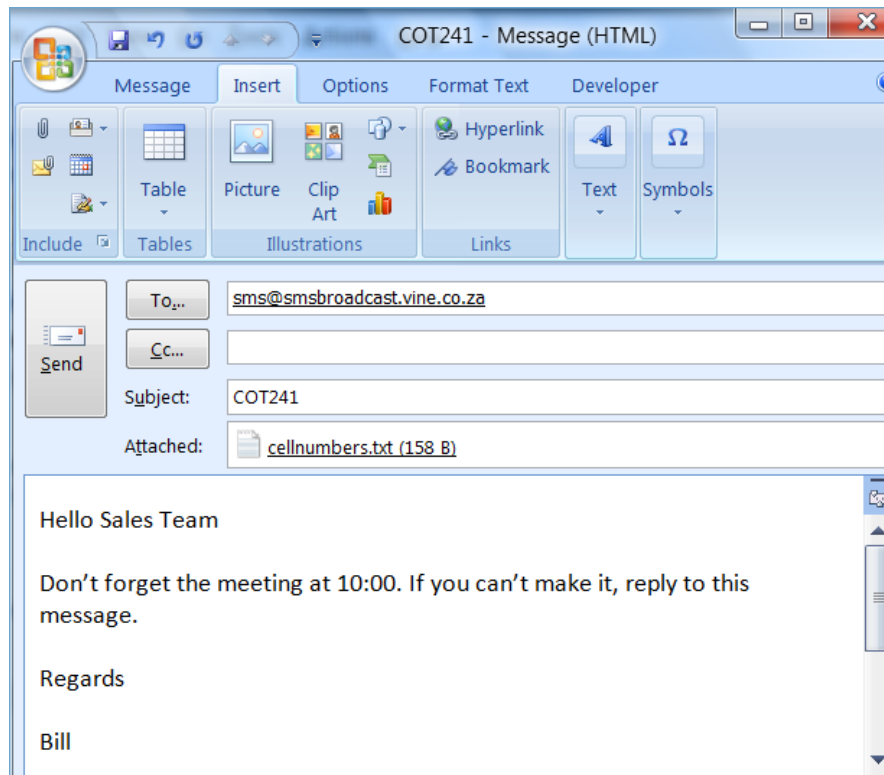 COT241 - Message (HTML)
Message Insert Options Format Text Developer
Hyperlink
Bookmark
Table Picture Clip Art Text Symbols
Include Tables Illustrations Links
To...
sms@smsbroadcast.vine.co.za
Cc...
Send
Subject: COT241
Attached: cellnumbers.txt (158 B)
Hello Sales Team
Don't forget the meeting at 10:00. If you can't make it, reply to this
message.
Regards
Bill